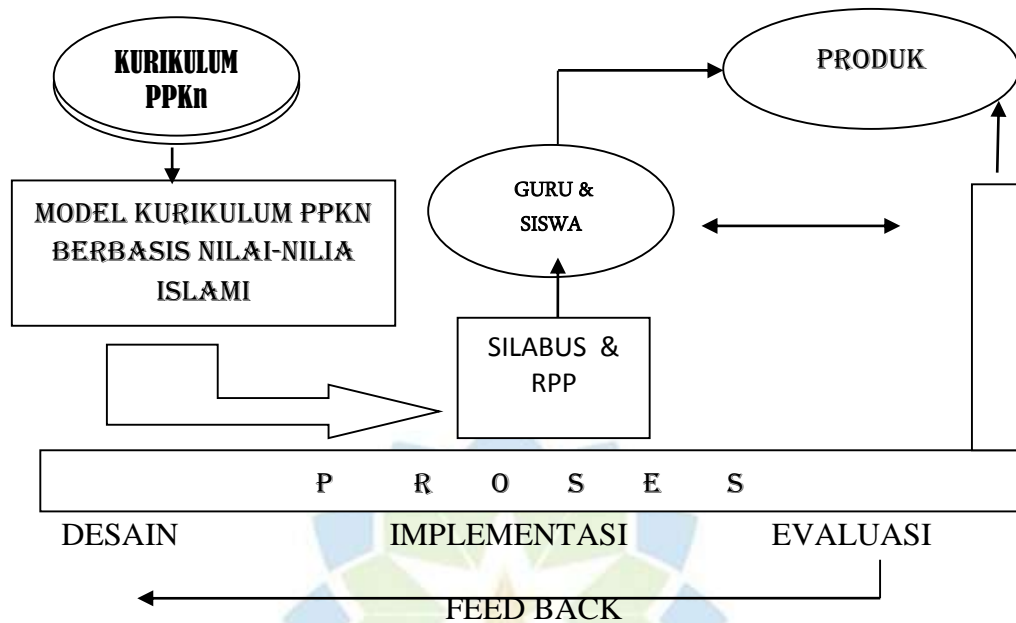 KURIKULUM
PPKn
PRODUK
GURU &
SISWA
MODEL KURIKULUM PPKN
BERBASIS NILAI-NILIA
ISLAMI
SILABUS &
RPP
P R O S E S
DESAIN IMPLEMENTASI EVALUASI
FEED BACK